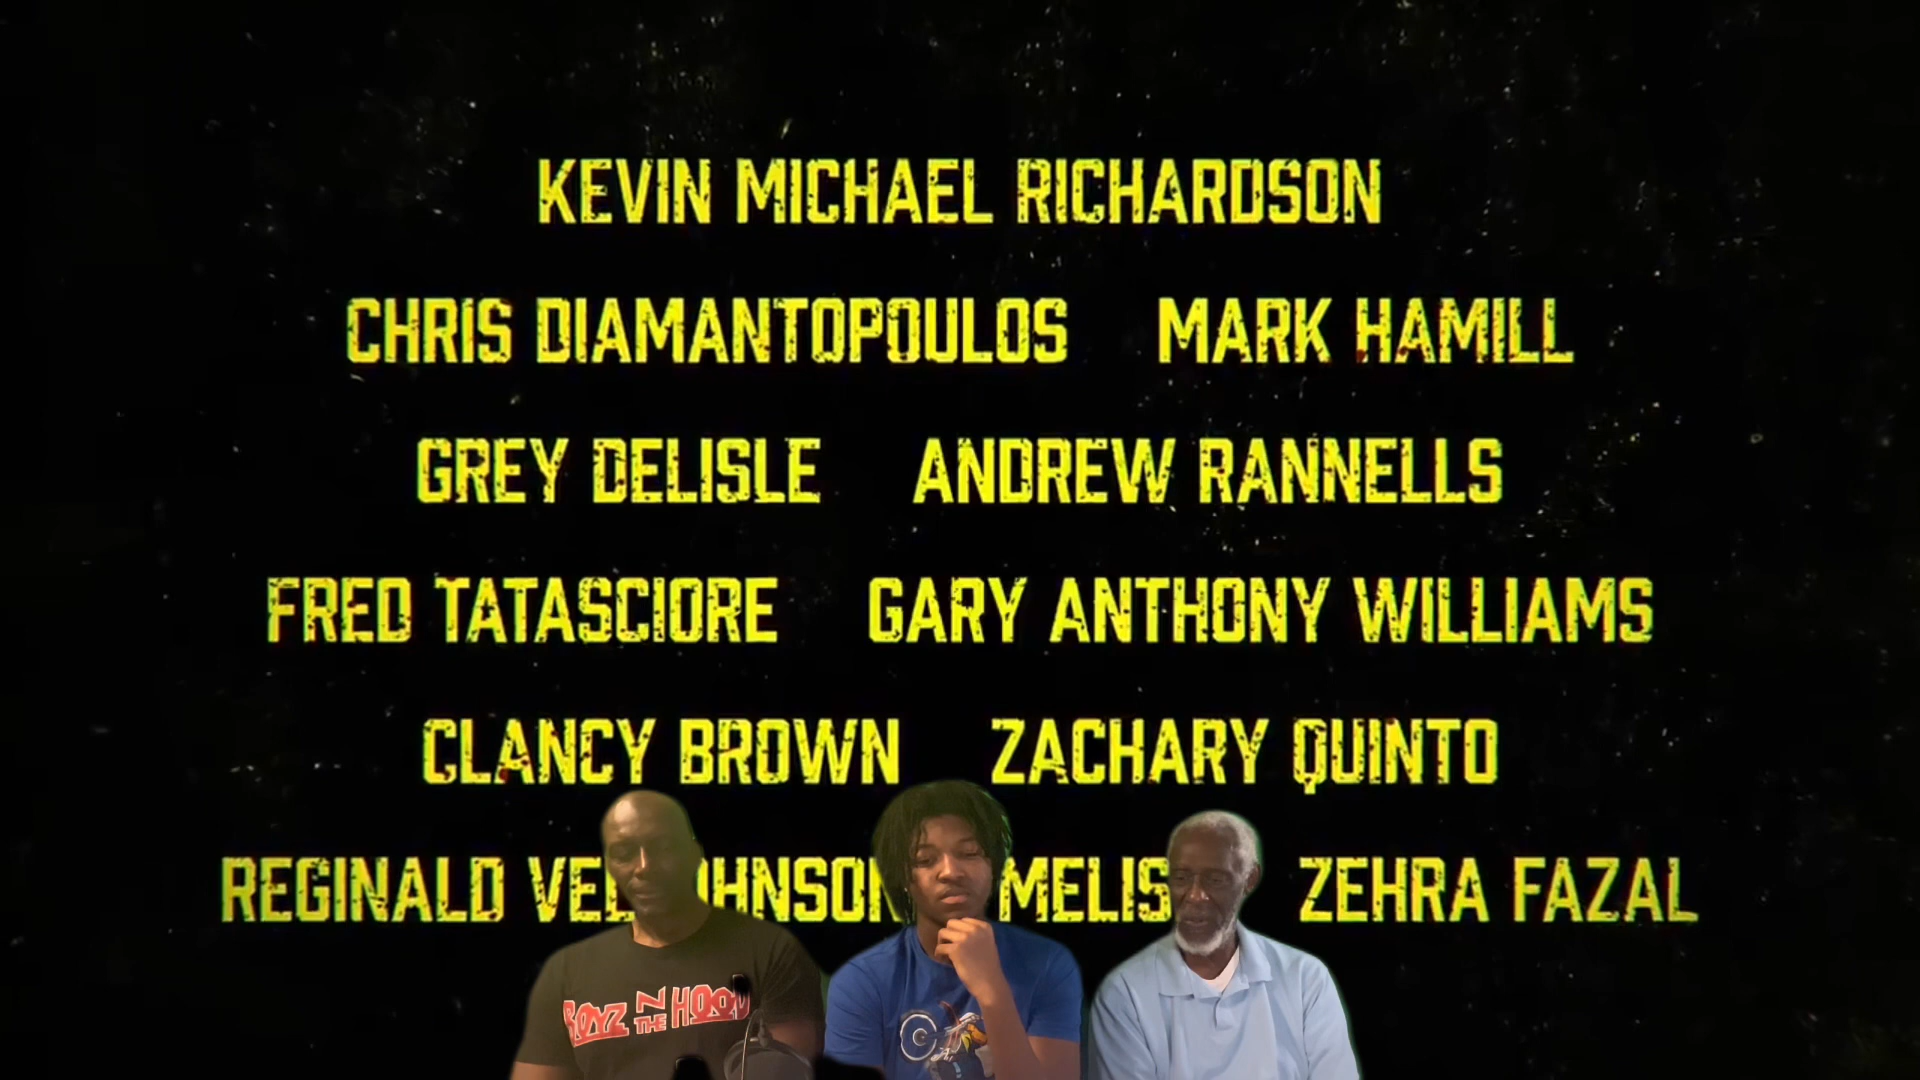 KEVIN MICHAEL RICHARDSON
CHRIS DIAMANTOPOULOS MARK HAMILL
GREY DELISLE ANDREW RANNELLS
FRED TATASCIORE GARY ANTHONY WILLIAMS
CLANCY BROWN ZACHARY QUINTO
REGINALD ZEHRA FAZAL
BOYZ N THE HOOD